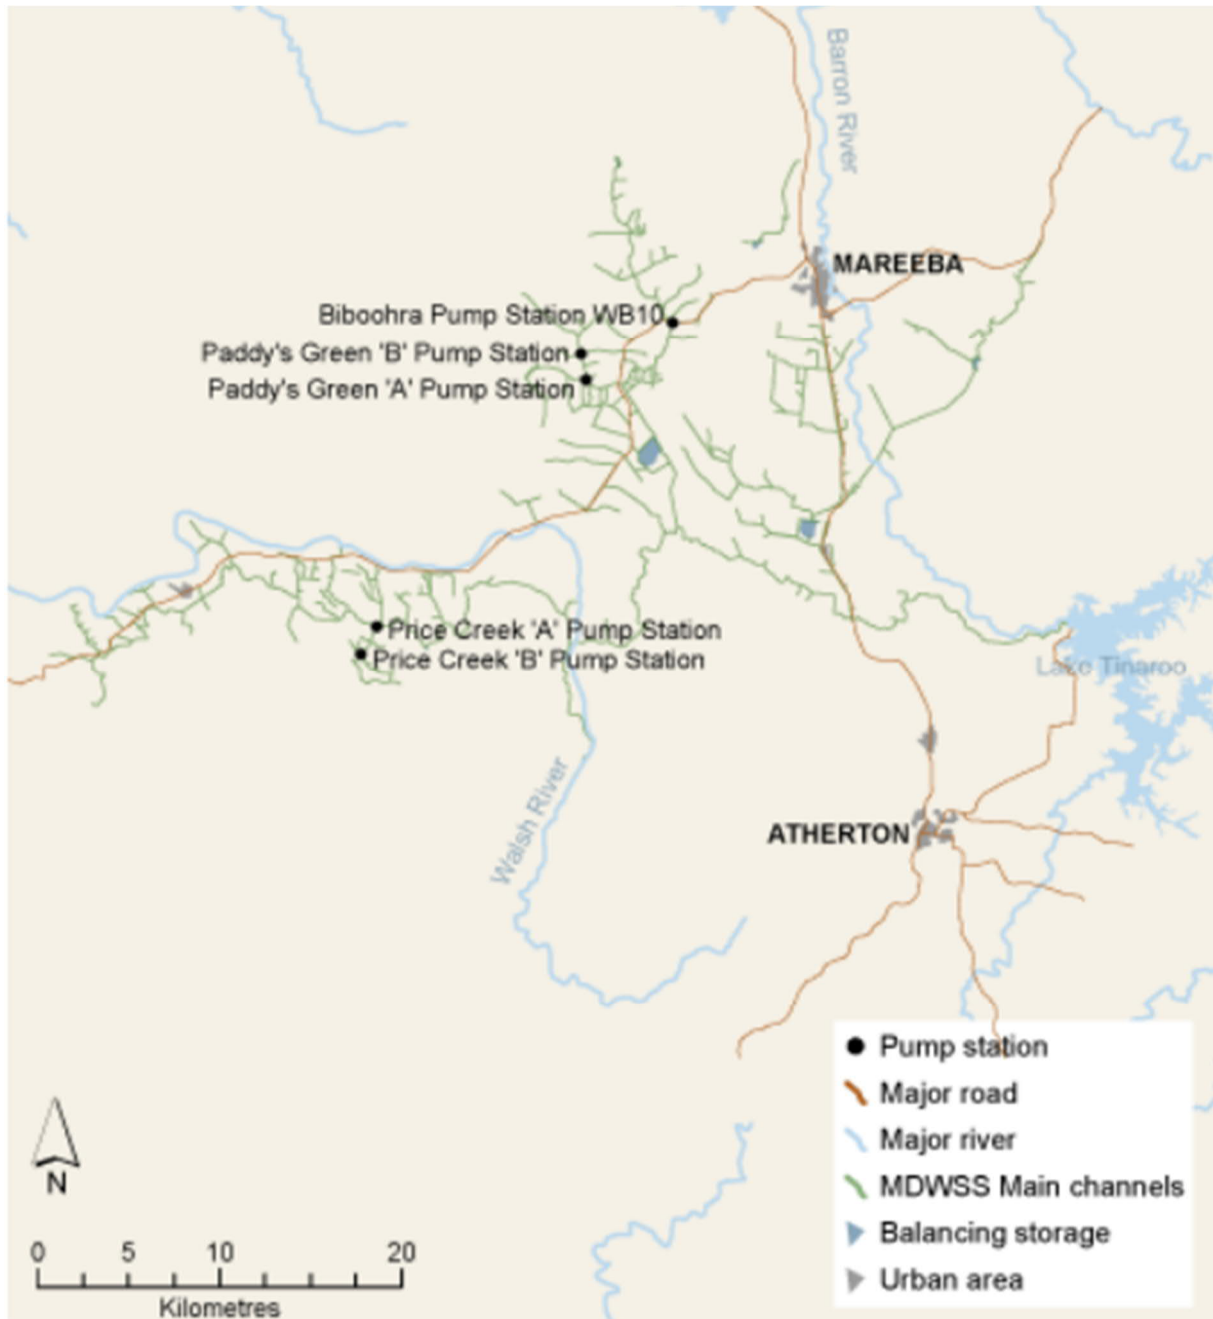 Barron River
MAREEBA
Biboohra Pump Station WB10
Paddy's Green 'B' Pump Station
Paddy's Green 'A' Pump Station
Price Creek 'A' Pump Station
Price Creek 'B' Pump Station
Lake Tinaroo
Walsh River
ATHERTON
Pump station
Major road
Major river
MDWSS Main channels
Balancing storage
Urban area
N
0 5 10 20
Kilometres